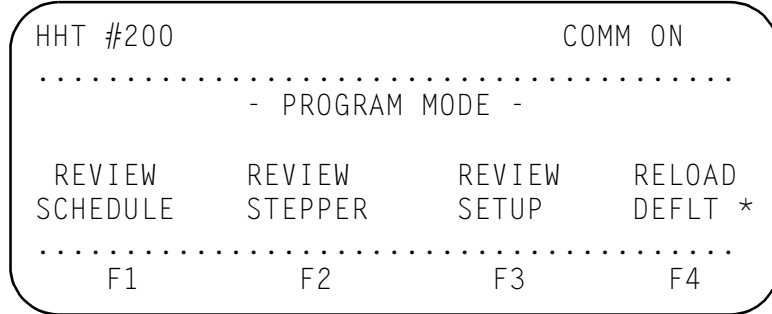 HHT #200 COMM ON
........................................
- PROGRAM MODE -
REVIEW REVIEW REVIEW RELOAD
SCHEDULE STEPPER SETUP DEFLT *
........................................
F1 F2 F3 F4